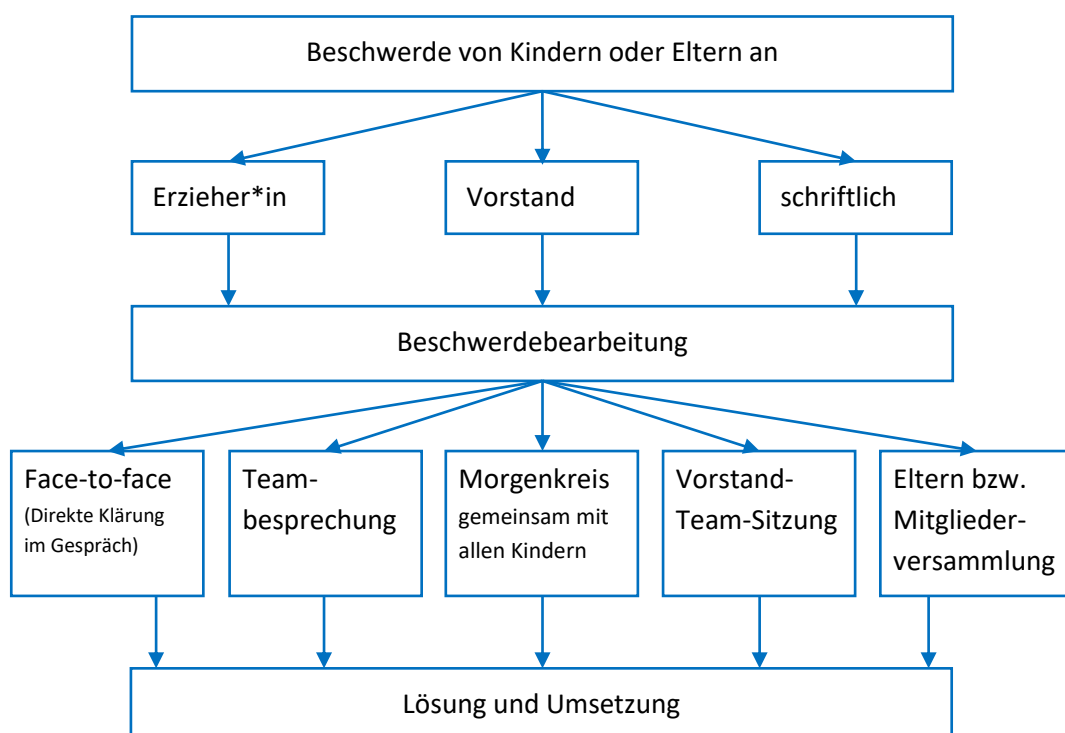 Beschwerde von Kindern oder Eltern an
Erzieher*in
Vorstand
schriftlich
Beschwerdebearbeitung
Face-to-face
(Direkte Klärung
im Gespräch)
Team-
besprechung
Morgenkreis
gemeinsam mit
allen Kindern
Vorstand-
Team-Sitzung
Eltern bzw.
Mitglieder-
versammlung
Lösung und Umsetzung